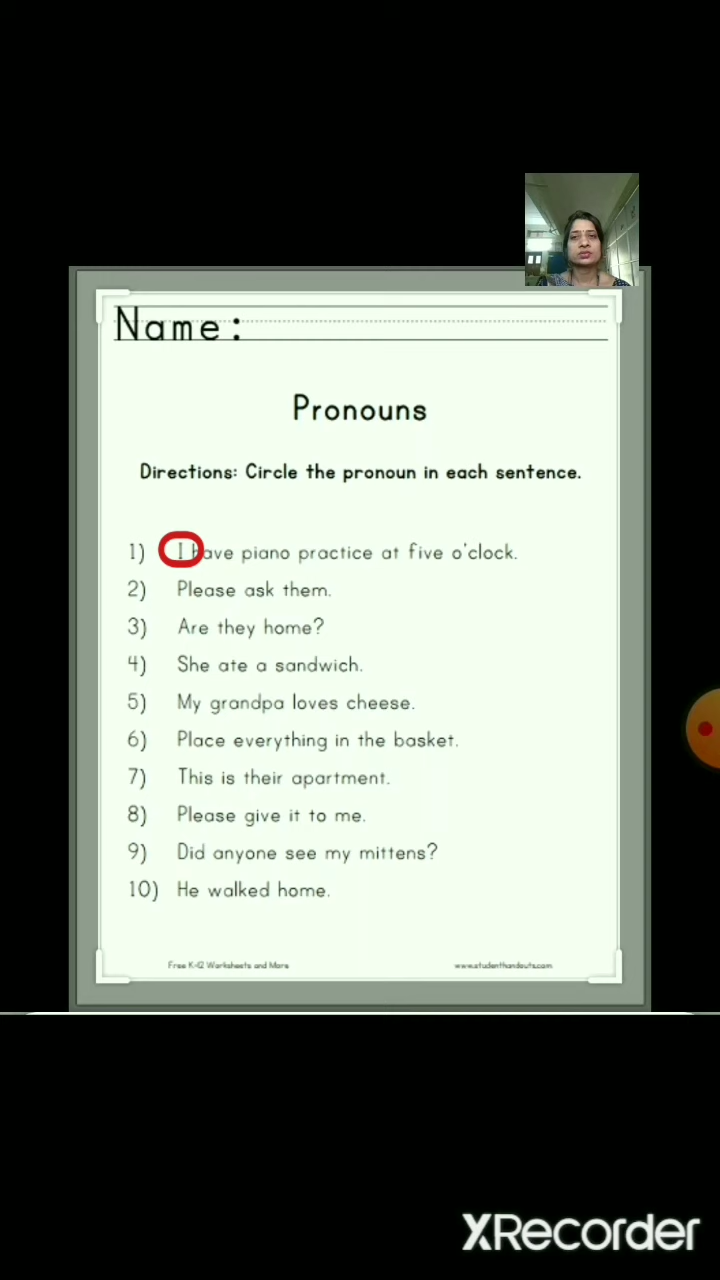 Name:
Pronouns
Directions: Circle the pronoun in each sentence.
1) I have piano practice at five o'clock.
2) Please ask them.
3) Are they home?
4) She ate a sandwich.
5) My grandpa loves cheese.
6) Place everything in the basket.
7) This is their apartment.
8) Please give it to me.
9) Did anyone see my mittens?
10) He walked home.
Free K-12 Worksheets and More www.studenthandouts.com
XRecorder